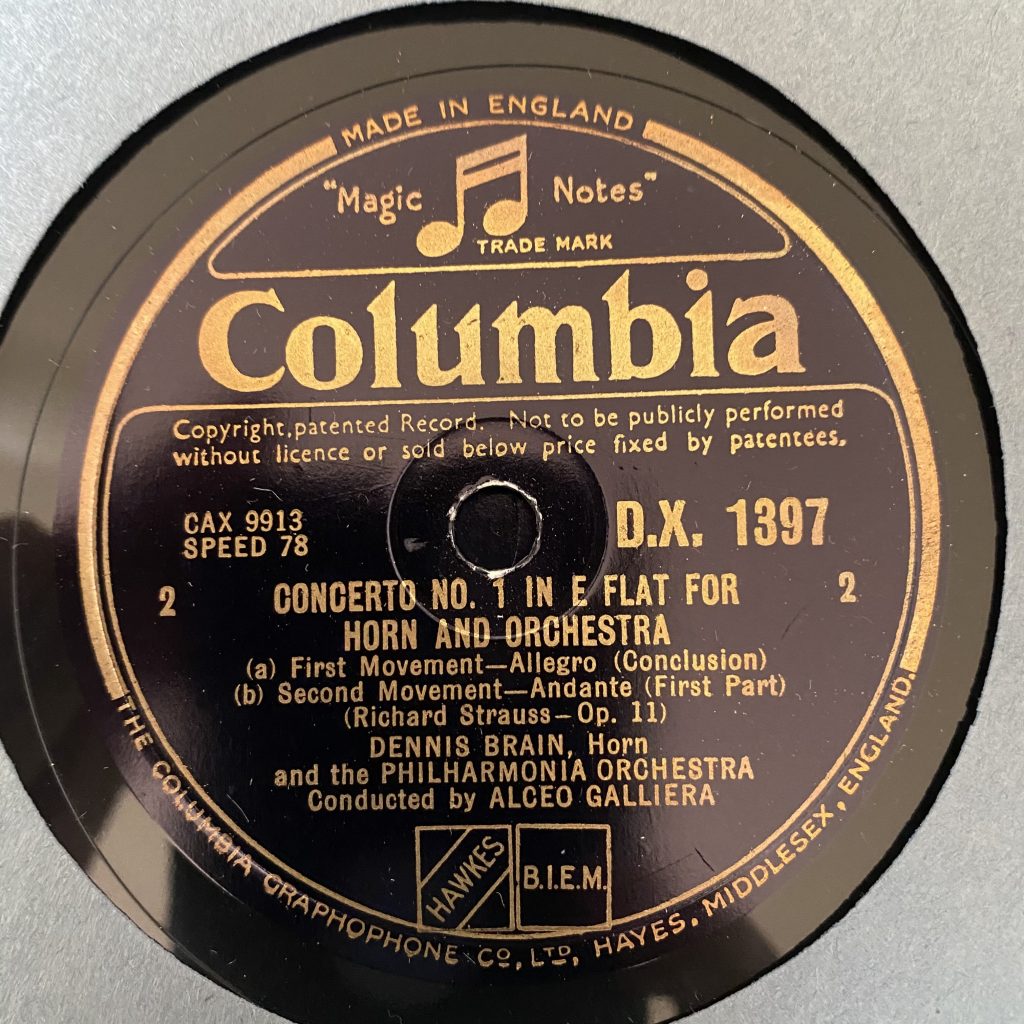 MADE IN ENGLAND
"Magic Notes"
TRADE MARK
Columbia
Copyright, patented Record. Not to be publicly performed
without licence or sold below price fixed by patentees.
CAX 9913
SPEED 78
D.X. 1397
2 CONCERTO NO. 1 IN E FLAT FOR 2
HORN AND ORCHESTRA
(a) First Movement—Allegro (Conclusion)
(b) Second Movement—Andante (First Part)
(Richard Strauss—Op. 11)
DENNIS BRAIN, Horn
and the PHILHARMONIA ORCHESTRA
Conducted by ALCEO GALLIERA
HAWKES
B.I.E.M.
THE COLUMBIA GRAPHOPHONE CO, LTD, HAYES, MIDDLESEX, ENGLAND.